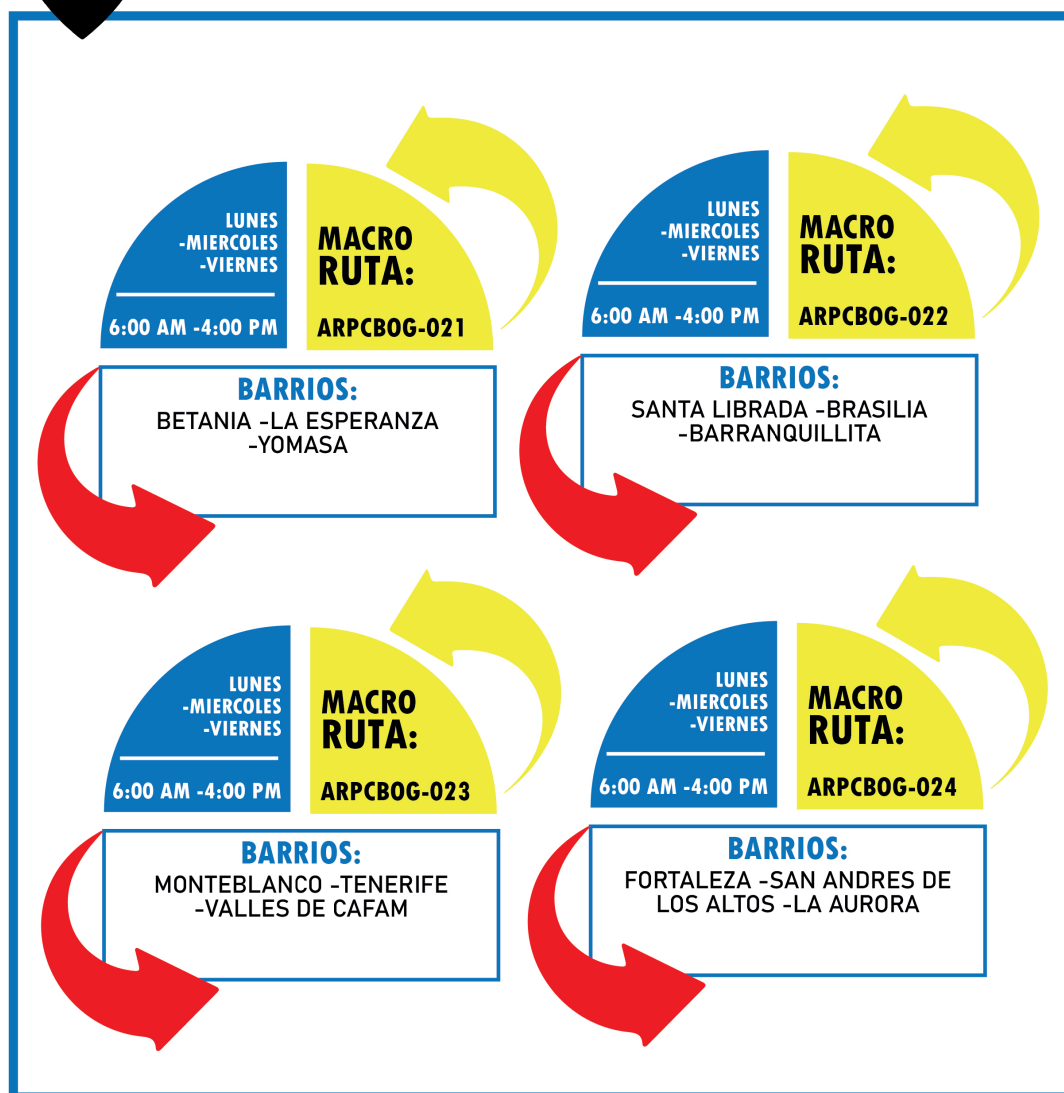 LUNES
-MIERCOLES
-VIERNES
6:00 AM -4:00 PM
MACRO
RUTA:
ARPCBOG-021
BARRIOS:
BETANIA -LA ESPERANZA
-YOMASA
LUNES
-MIERCOLES
-VIERNES
6:00 AM -4:00 PM
MACRO
RUTA:
ARPCBOG-022
BARRIOS:
SANTA LIBRADA -BRASILIA
-BARRANQUILLITA
LUNES
-MIERCOLES
-VIERNES
6:00 AM -4:00 PM
MACRO
RUTA:
ARPCBOG-023
BARRIOS:
MONTEBLANCO -TENERIFE
-VALLES DE CAFAM
LUNES
-MIERCOLES
-VIERNES
6:00 AM -4:00 PM
MACRO
RUTA:
ARPCBOG-024
BARRIOS:
FORTALEZA -SAN ANDRES DE
LOS ALTOS -LA AURORA